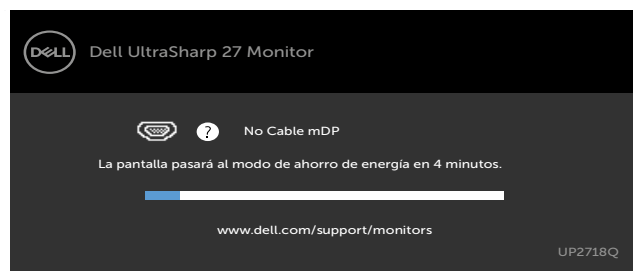 DELL
Dell UltraSharp 27 Monitor
? No Cable mDP
La pantalla pasará al modo de ahorro de energía en 4 minutos.
www.dell.com/support/monitors
UP2718Q